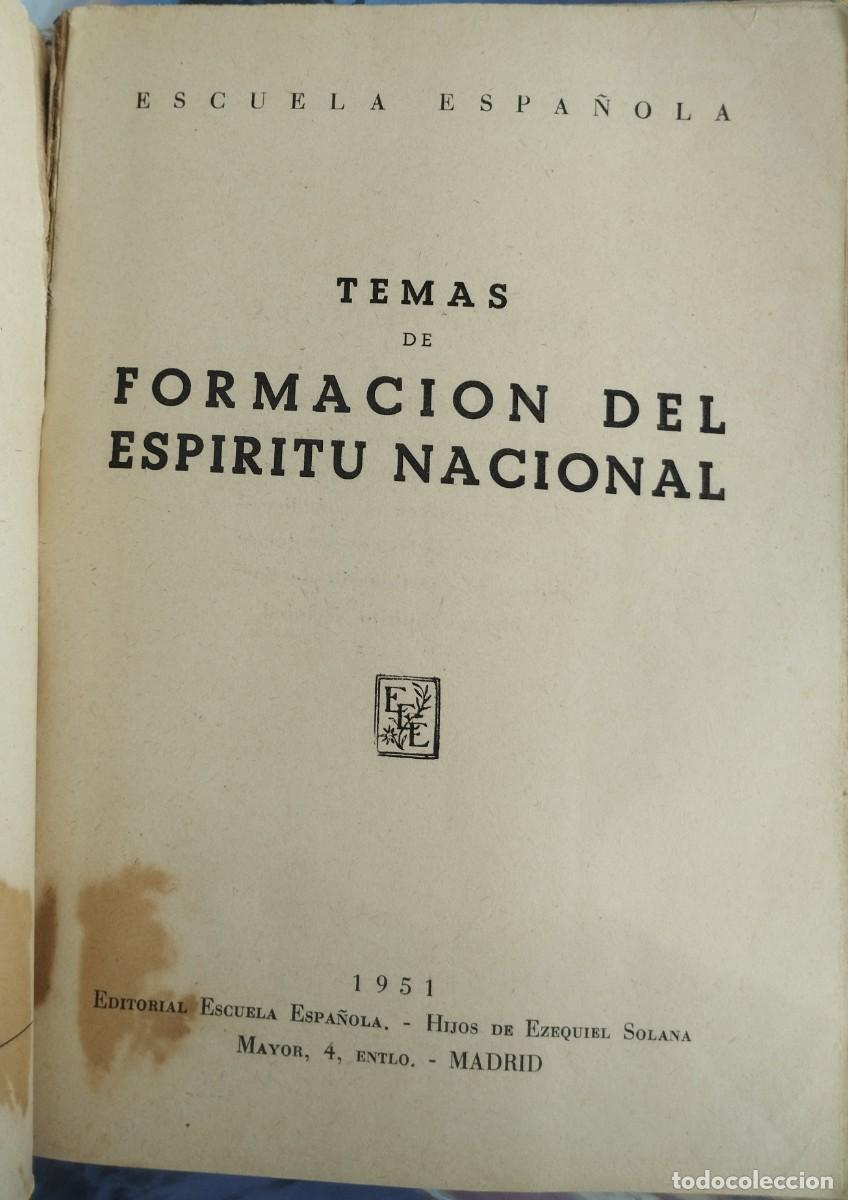 ESCUELA ESPAÑOLA
TEMAS
DE
FORMACION DEL
ESPIRITU NACIONAL
EEE
1951
EDITORIAL ESCUELA ESPAÑOLA. - HIJOS DE EZEQUIEL SOLANA
MAYOR, 4, ENTLO. - MADRID
todocoleccion